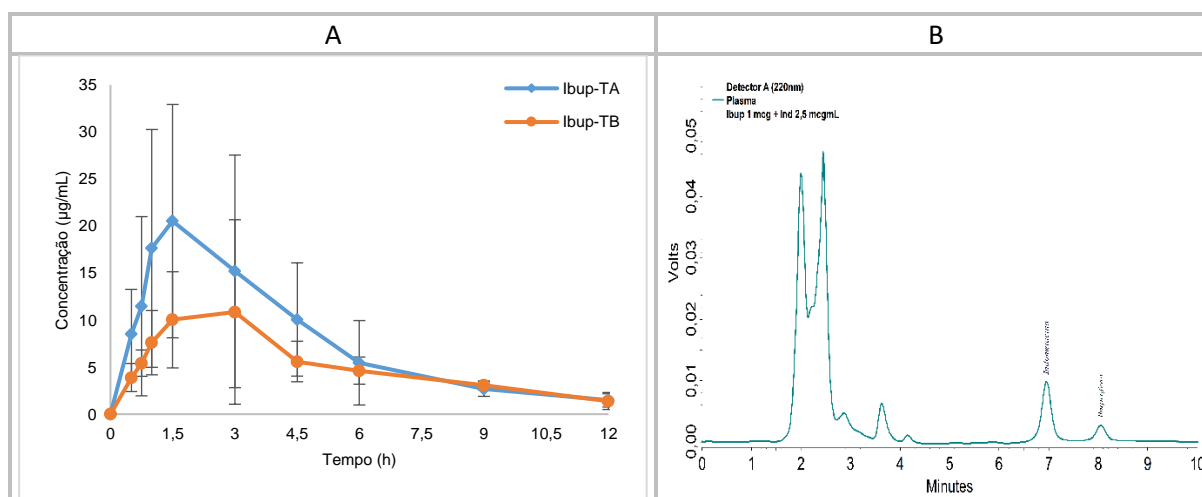 A
B
35
30
25
20
15
10
5
0
Concentração (µg/mL)
0
1,5
3
4,5
6
7,5
9
10,5
12
Tempo (h)
Ibup-TA
Ibup-TB
Detector A (220nm)
Plasma
Ibup 1 mcg + Ind 2,5 mcgmL
0,05
0,04
0,03
0,02
0,01
0,00
Volts
Indometacina
Ibuprofeno
0
1
2
3
4
5
6
7
8
9
10
Minutes